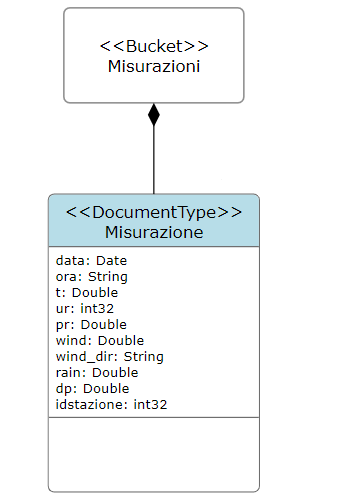 <<Bucket>>
Misurazioni
<<DocumentType>>
Misurazione
data: Date
ora: String
t: Double
ur: int32
pr: Double
wind: Double
wind_dir: String
rain: Double
dp: Double
idstazione: int32